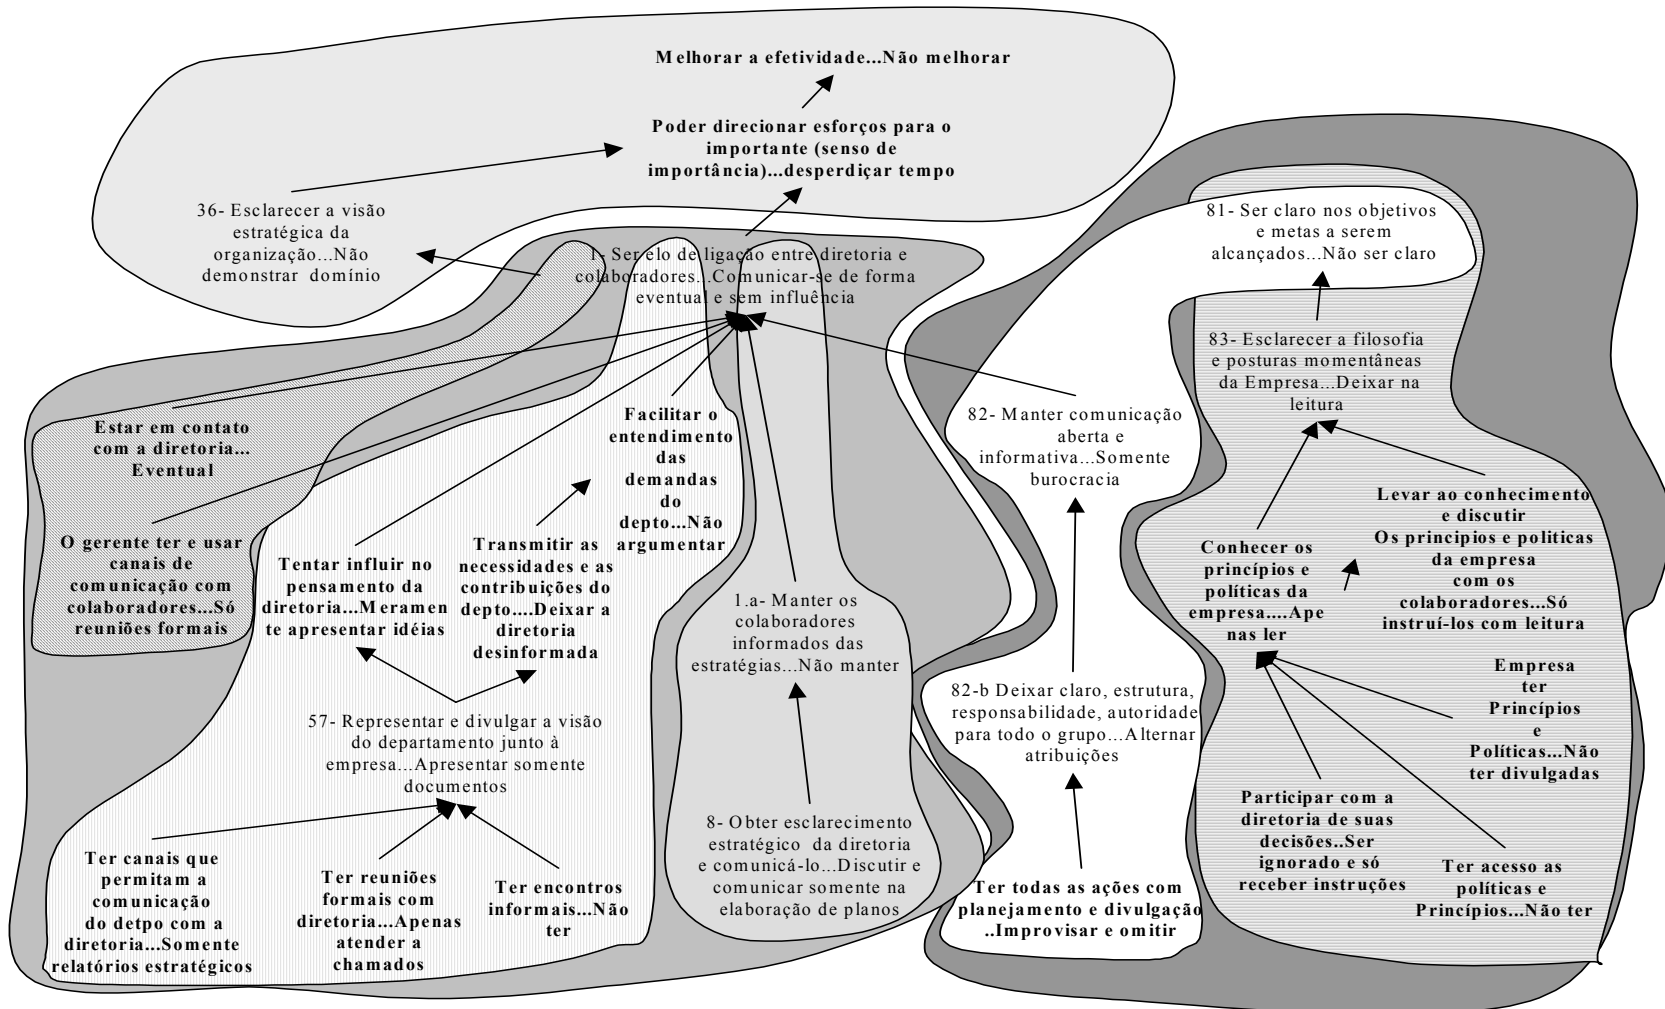 Melhorar a efetividade...Não melhorar
Poder direcionar esforços para o
importante (senso de
importância)...desperdiçar tempo
36- Esclarecer a visão
estratégica da
organização...Não
demonstrar domínio
1- Ser elo de ligação entre diretoria e
colaboradores...Comunicar-se de forma
eventual e sem influência
81- Ser claro nos objetivos
e metas a serem
alcançados...Não ser claro
83- Esclarecer a filosofia
e posturas momentâneas
da Empresa...Deixar na
leitura
Estar em contato
com a diretoria...
Eventual
Facilitar o
entendimento
das
demandas
do
depto...Não
argumentar
82- Manter comunicação
aberta e
informativa...Somente
burocracia
O gerente ter e usar
canais de
comunicação com
colaboradores...Só
reuniões formais
Tentar influir no
pensamento da
diretoria...Meramen
te apresentar idéias
Transmitir as
necessidades e as
contribuições do
depto....Deixar a
diretoria
desinformada
1.a- Manter os
colaboradores
informados das
estratégias...Não manter
Conhecer os
princípios e
políticas da
empresa....Ape
nas ler
Levar ao conhecimento
e discutir
Os principios e politicas
da empresa
com os
colaboradores...Só
instruí-los com leitura
57- Representar e divulgar a visão
do departamento junto à
empresa...Apresentar somente
documentos
82-b Deixar claro, estrutura,
responsabilidade, autoridade
para todo o grupo...Alternar
atribuições
Empresa
ter
Princípios
e
Políticas...Não
ter divulgadas
Ter canais que
permitam a
comunicação
do detpo com a
diretoria...Somente
relatórios estratégicos
Ter reuniões
formais com
diretoria...Apenas
atender a
chamados
Ter encontros
informais...Não
ter
8- Obter esclarecimento
estratégico da diretoria
e comunicá-lo...Discutir e
comunicar somente na
elaboração de planos
Ter todas as ações com
planejamento e divulgação
..Improvisar e omitir
Participar com a
diretoria de suas
decisões..Ser
ignorado e só
receber instruções
Ter acesso as
políticas e
Princípios...Não ter